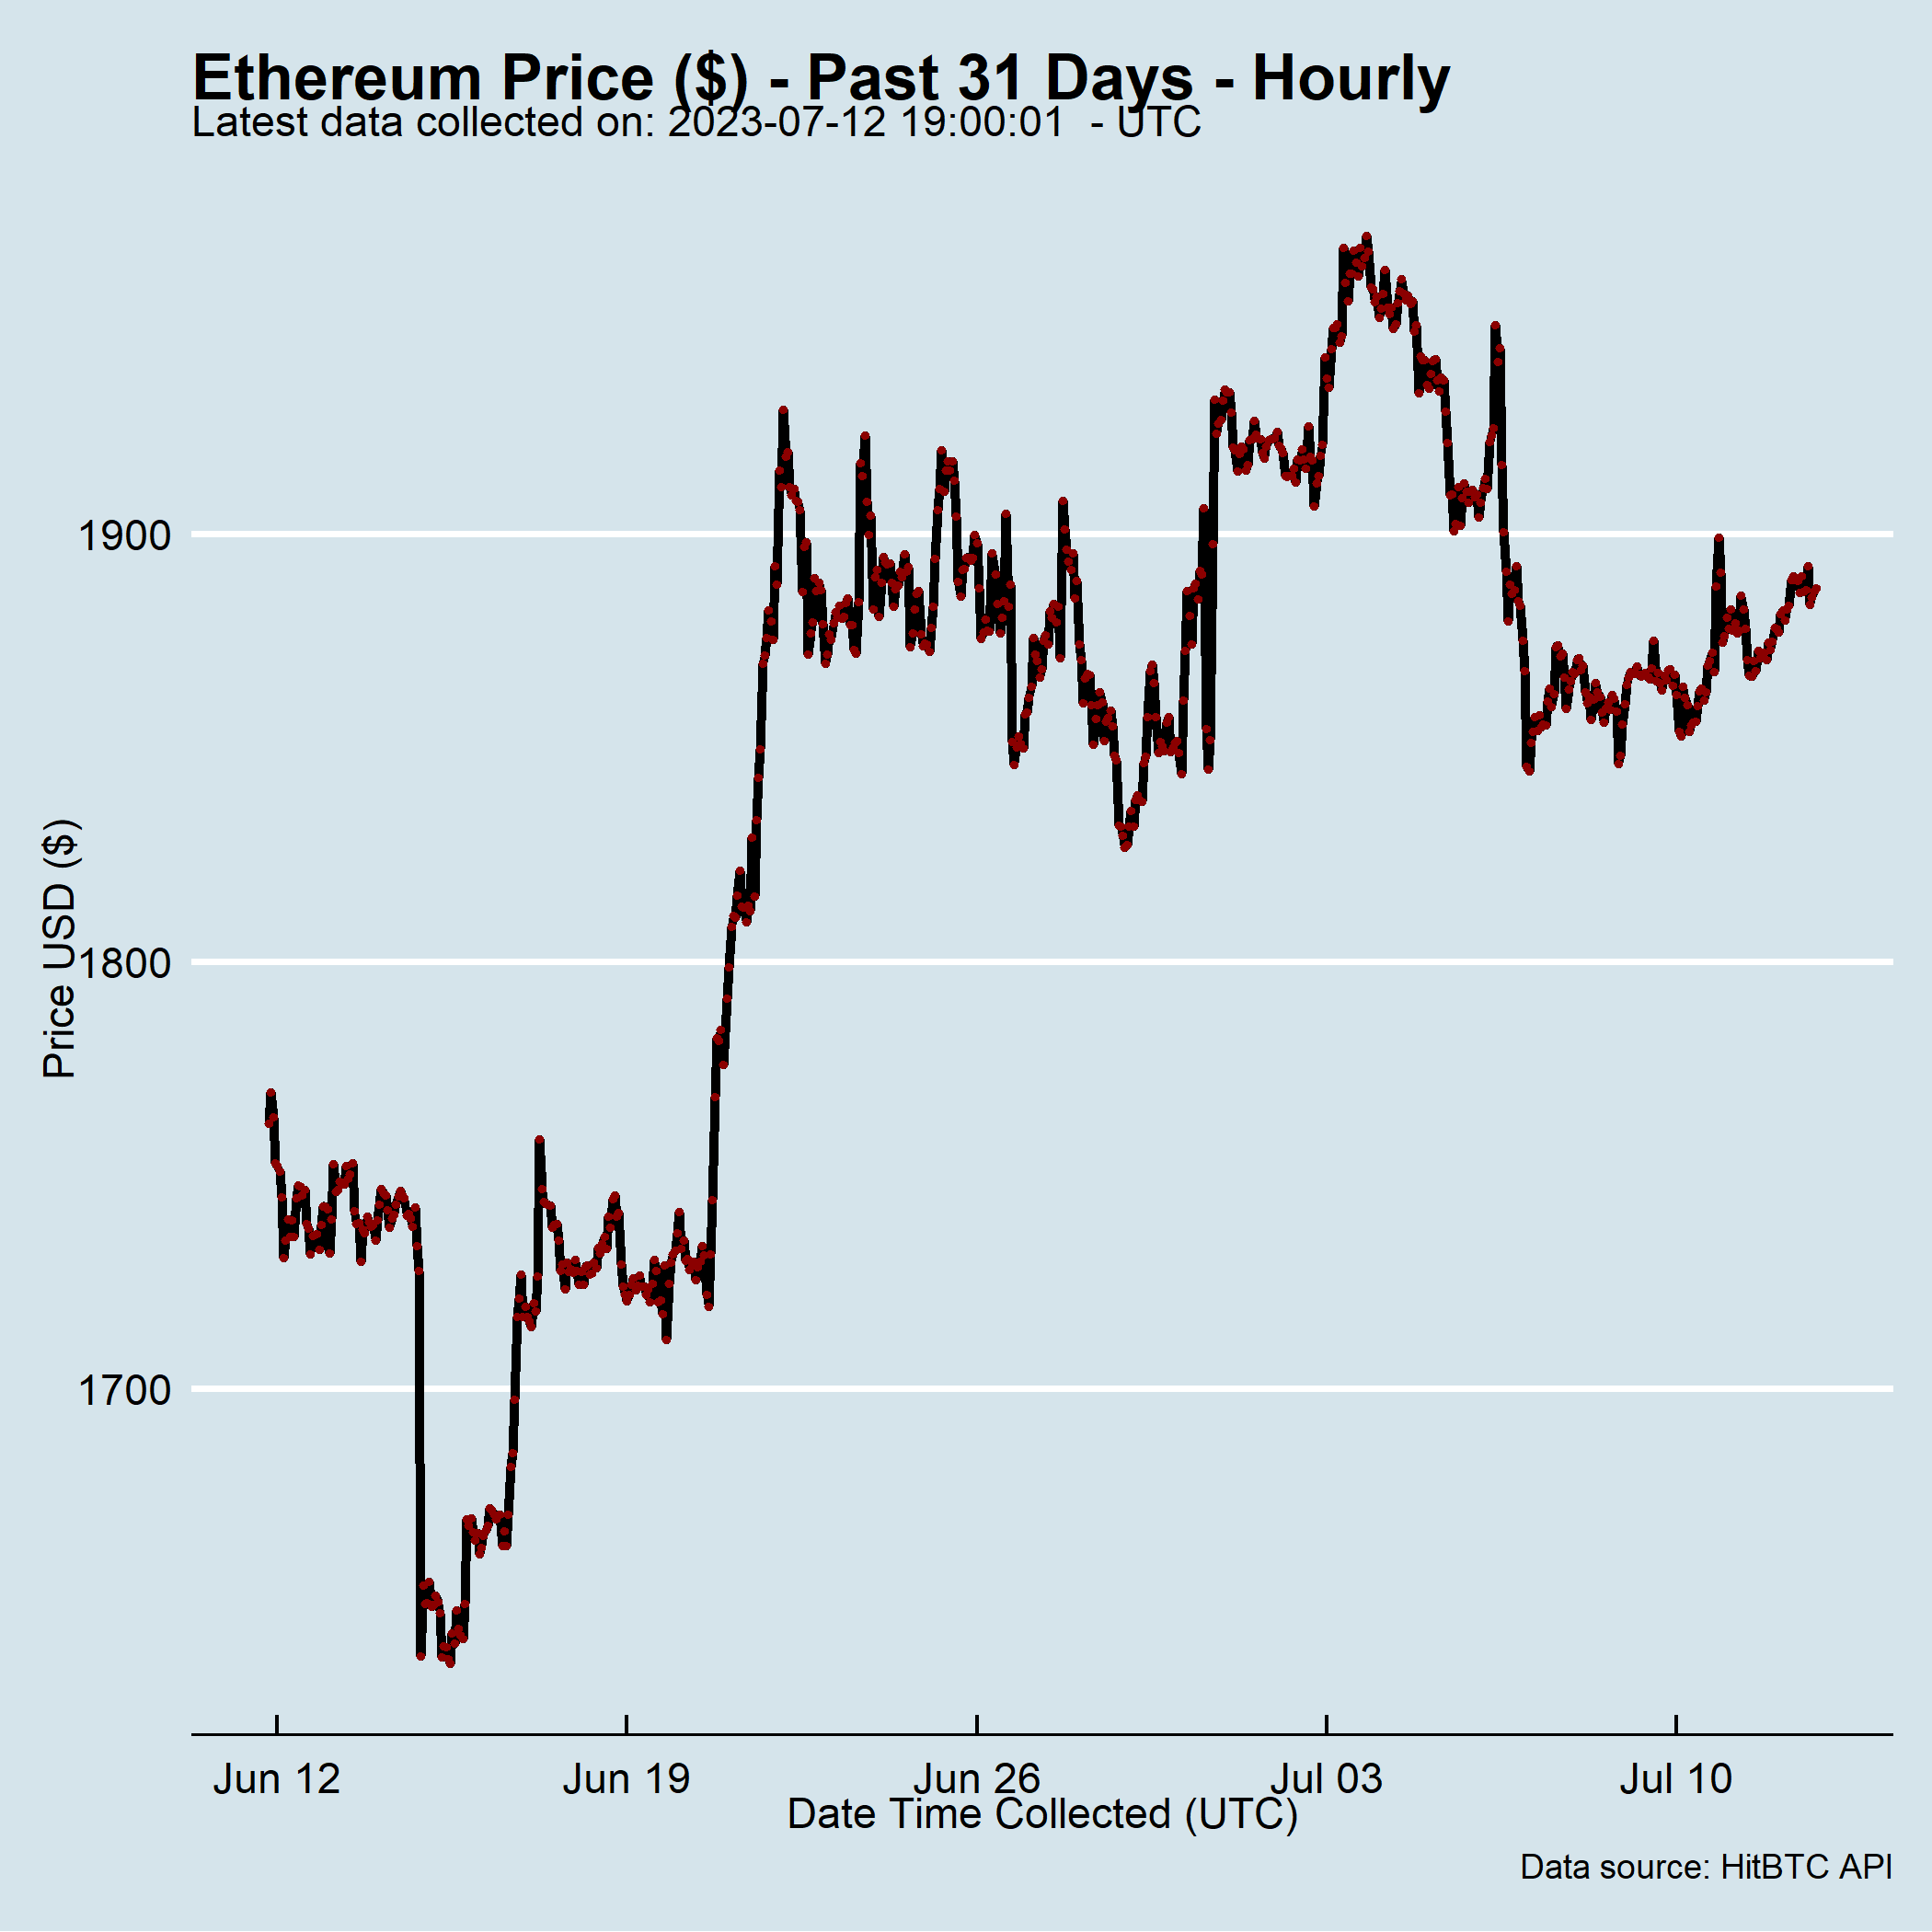 Ethereum Price ($) - Past 31 Days - Hourly
Latest data collected on: 2023-07-12 19:00:01  - UTC
1900
1800
1700
Price USD ($)
Jun 12
Jun 19
Jun 26
Jul 03
Jul 10
Date Time Collected (UTC)
Data source: HitBTC API